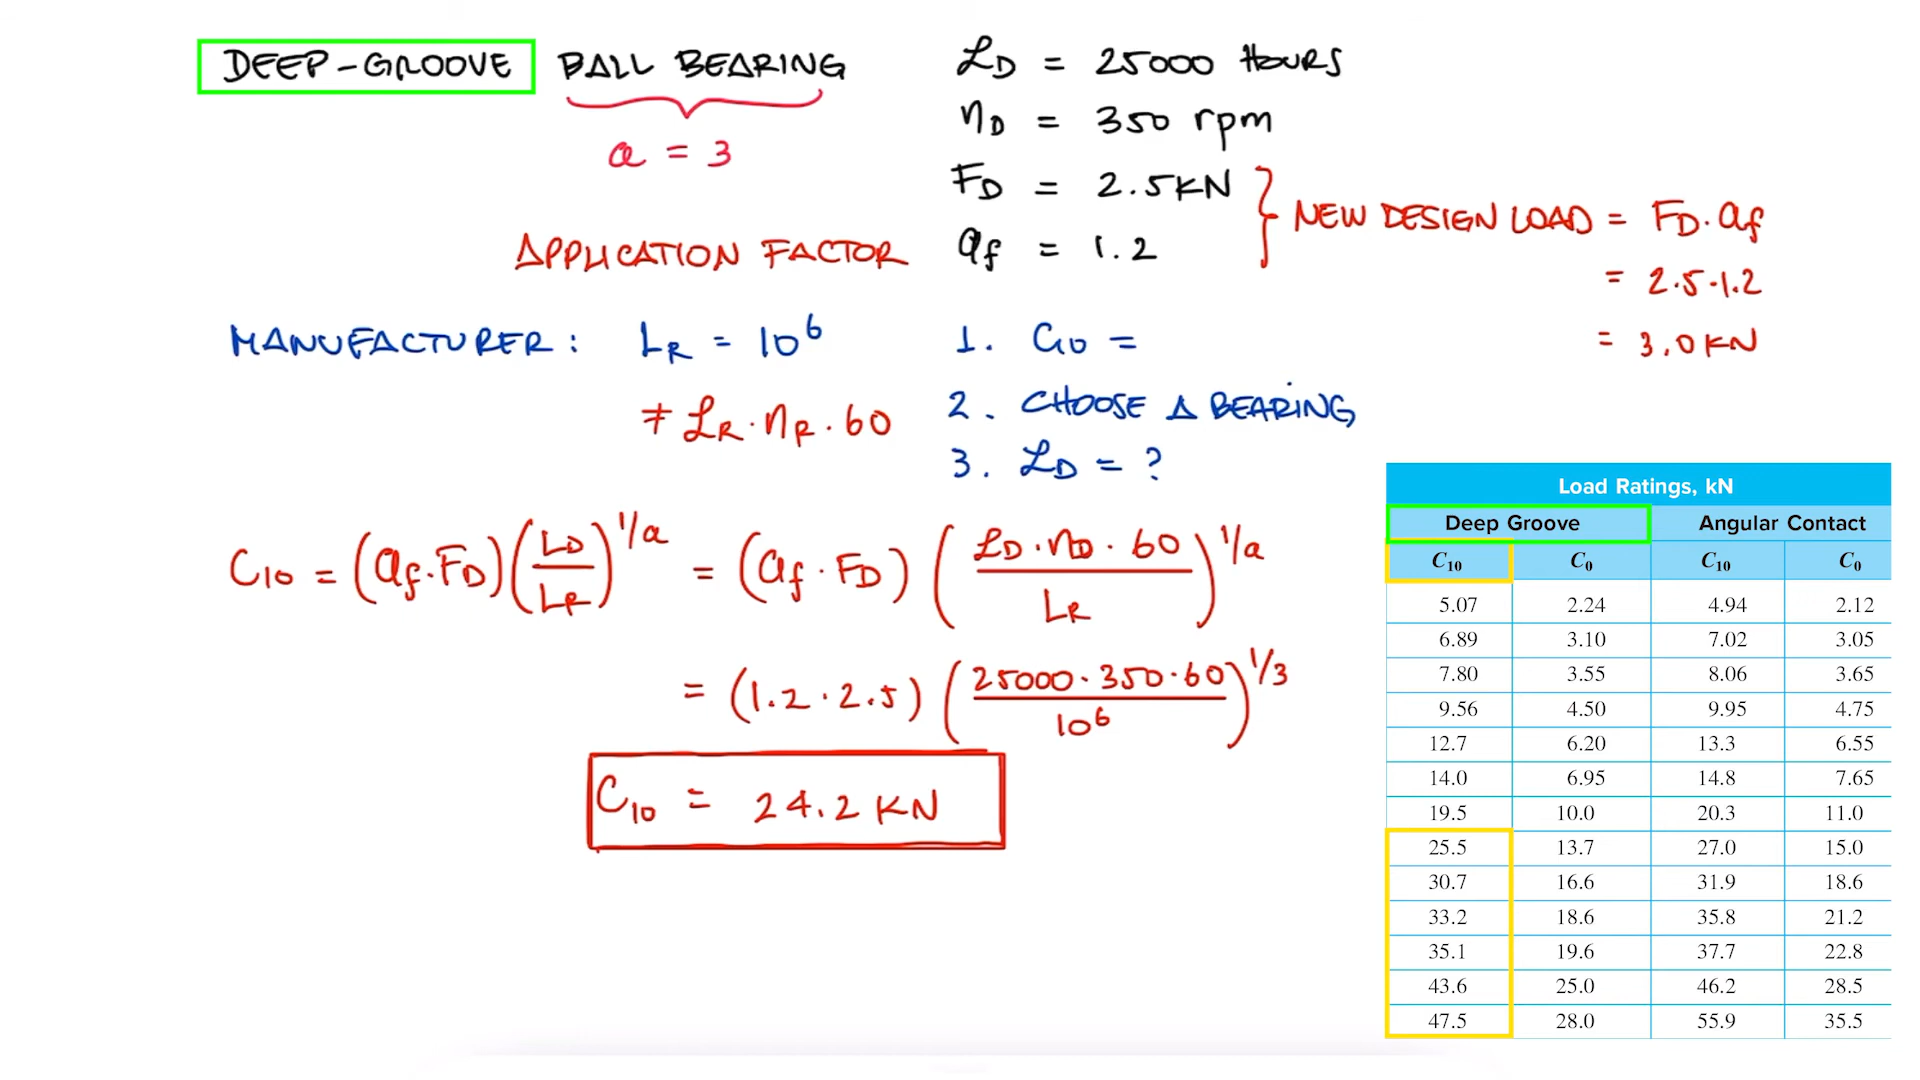 DEEP-GROOVE BALL BEARING
a = 3
ℒD = 25000 HOURS
nD = 350 rpm
FD = 2.5KN
APPLICATION FACTOR af = 1.2
NEW DESIGN LOAD = FD·af
= 2.5·1.2
= 3.0KN
MANUFACTURER: LR = 10⁶
≠ ℒR·nR·60
1. C10 =
2. CHOOSE A BEARING
3. ℒD = ?
C10 = (af·FD)(LD/LR)^1/a = (af·FD)(ℒD·nD·60/LR)^1/a
= (1.2·2.5)(25000·350·60/10⁶)^1/3
C10 = 24.2 KN
Load Ratings, kN
Deep Groove Angular Contact
C10 C0 C10 C0
5.07 2.24 4.94 2.12
6.89 3.10 7.02 3.05
7.80 3.55 8.06 3.65
9.56 4.50 9.95 4.75
12.7 6.20 13.3 6.55
14.0 6.95 14.8 7.65
19.5 10.0 20.3 11.0
25.5 13.7 27.0 15.0
30.7 16.6 31.9 18.6
33.2 18.6 35.8 21.2
35.1 19.6 37.7 22.8
43.6 25.0 46.2 28.5
47.5 28.0 55.9 35.5